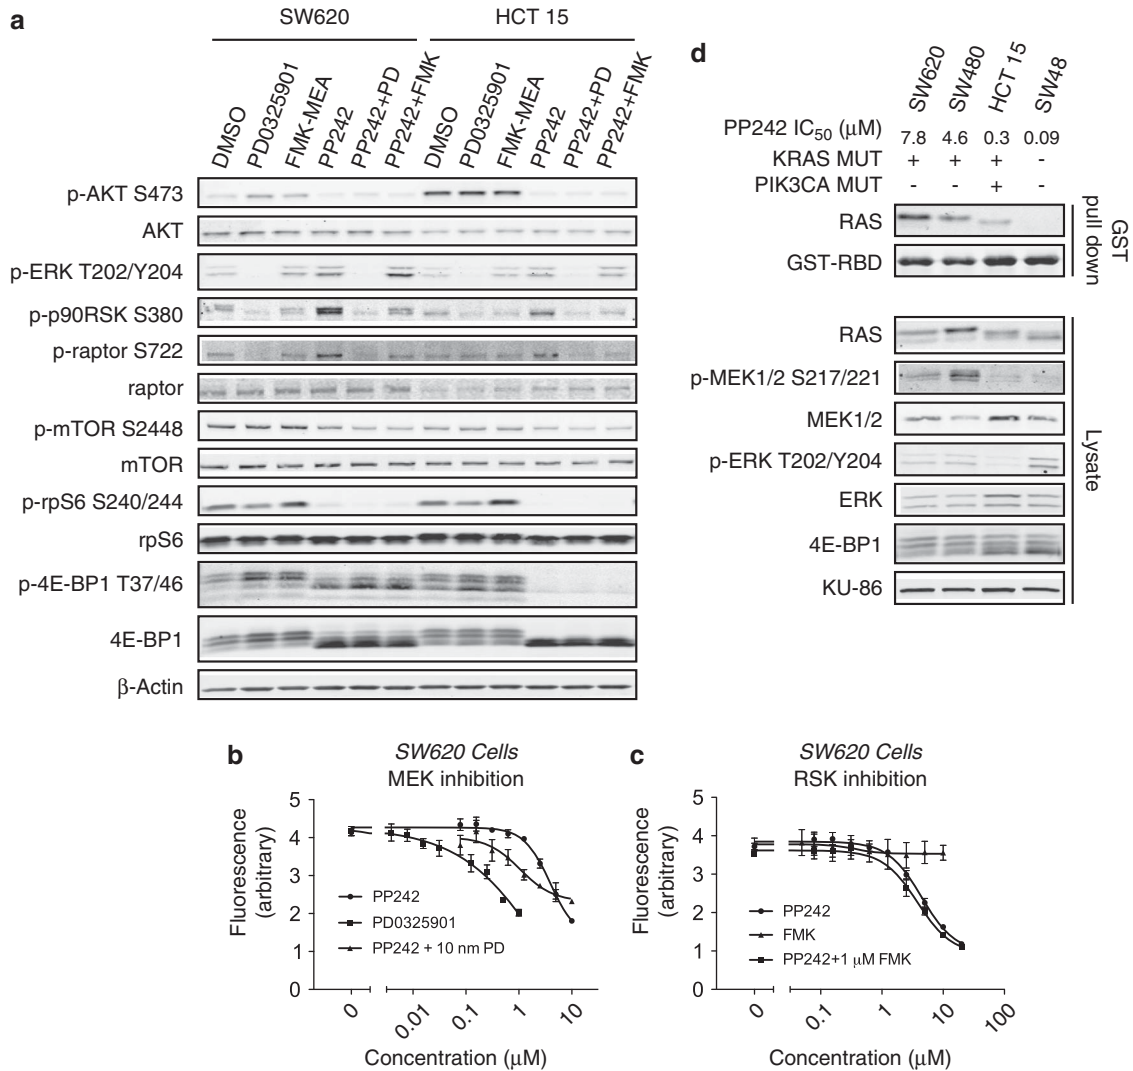 a
SW620
HCT 15
DMSO
PD0325901
FMK-MEA
PP242
PP242+PD
PP242+FMK
DMSO
PD0325901
FMK-MEA
PP242
PP242+PD
PP242+FMK
p-AKT S473
AKT
p-ERK T202/Y204
p-p90RSK S380
p-raptor S722
raptor
p-mTOR S2448
mTOR
p-rpS6 S240/244
rpS6
p-4E-BP1 T37/46
4E-BP1
β-Actin
d
SW620
SW480
HCT 15
SW48
PP242 IC50 (μM)
7.8 4.6 0.3 0.09
KRAS MUT
+ + + -
PIK3CA MUT
- - + -
RAS
GST-RBD
GST
pull down
RAS
p-MEK1/2 S217/221
MEK1/2
p-ERK T202/Y204
ERK
4E-BP1
KU-86
Lysate
b
SW620 Cells
MEK inhibition
Fluorescence
(arbitrary)
5
4
3
2
1
0
PP242
PD0325901
PP242 + 10 nm PD
0 0.01 0.1 1 10
Concentration (μM)
c
SW620 Cells
RSK inhibition
Fluorescence
(arbitrary)
5
4
3
2
1
0
PP242
FMK
PP242+1 μM FMK
0 0.1 1 10 100
Concentration (μM)